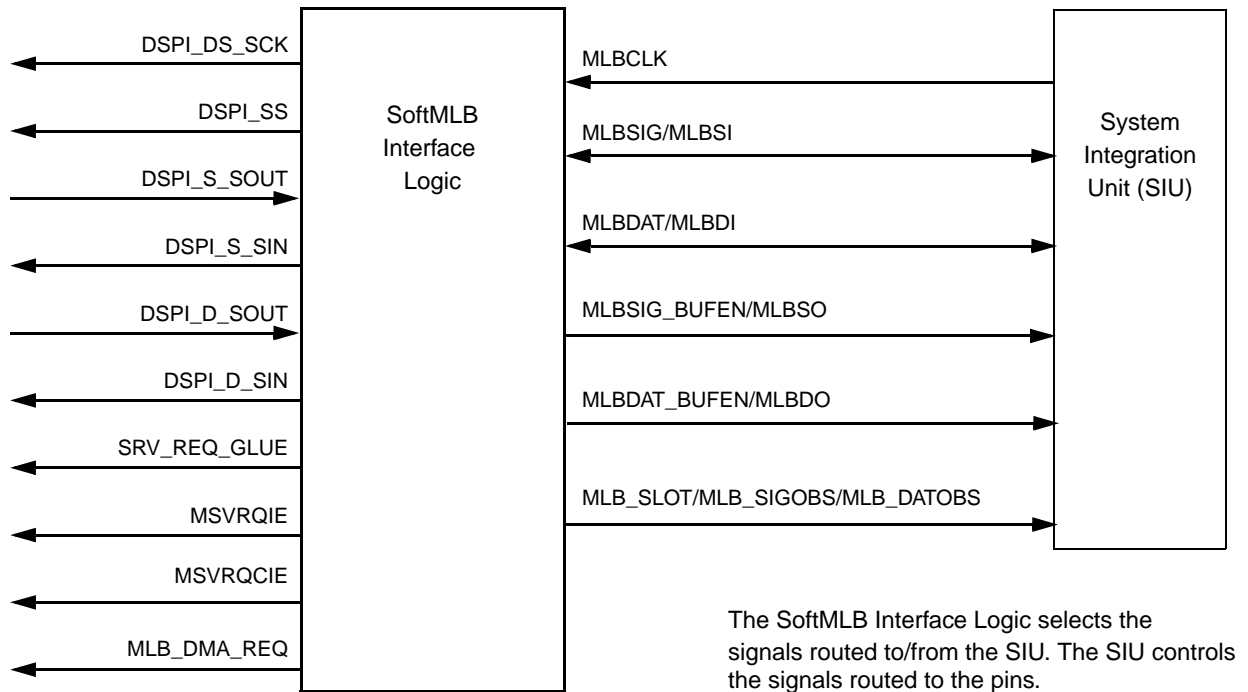 DSPI_DS_SCK
DSPI_SS
DSPI_S_SOUT
DSPI_S_SIN
DSPI_D_SOUT
DSPI_D_SIN
SRV_REQ_GLUE
MSVRQIE
MSVRQCIE
MLB_DMA_REQ
SoftMLB
Interface
Logic
MLBCLK
MLBSIG/MLBSI
MLBDAT/MLBDI
MLBSIG_BUFEN/MLBSO
MLBDAT_BUFEN/MLBDO
MLB_SLOT/MLB_SIGOBS/MLB_DATOBS
System
Integration
Unit (SIU)
The SoftMLB Interface Logic selects the
signals routed to/from the SIU. The SIU controls
the signals routed to the pins.